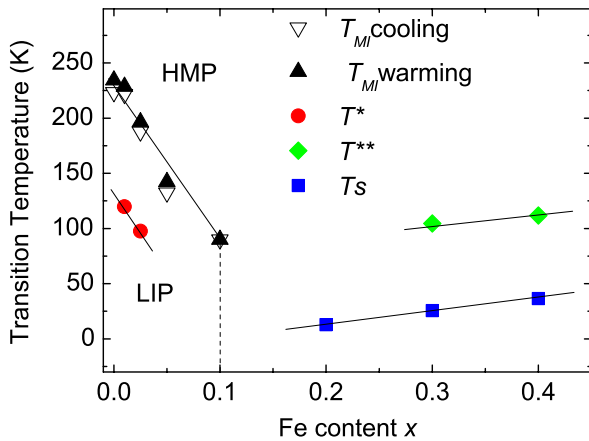 Transition Temperature (K)
250
200
150
100
50
0
HMP
LIP
T_MI cooling
T_MI warming
T*
T**
Ts
0.0 0.1 0.2 0.3 0.4
Fe content x